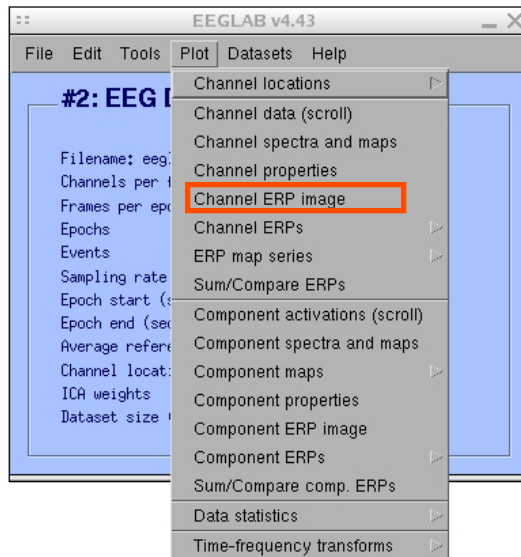 EEGLAB v4.43
File Edit Tools Plot Datasets Help
#2: EEG
Filename: eegl
Channels per
Frames per epo
Epochs
Events
Sampling rate
Epoch start (s
Epoch end (sec
Average refere
Channel locat
ICA weights
Dataset size
Channel locations
Channel data (scroll)
Channel spectra and maps
Channel properties
Channel ERP image
Channel ERPs
ERP map series
Sum/Compare ERPs
Component activations (scroll)
Component spectra and maps
Component maps
Component properties
Component ERP image
Component ERPs
Sum/Compare comp. ERPs
Data statistics
Time-frequency transforms